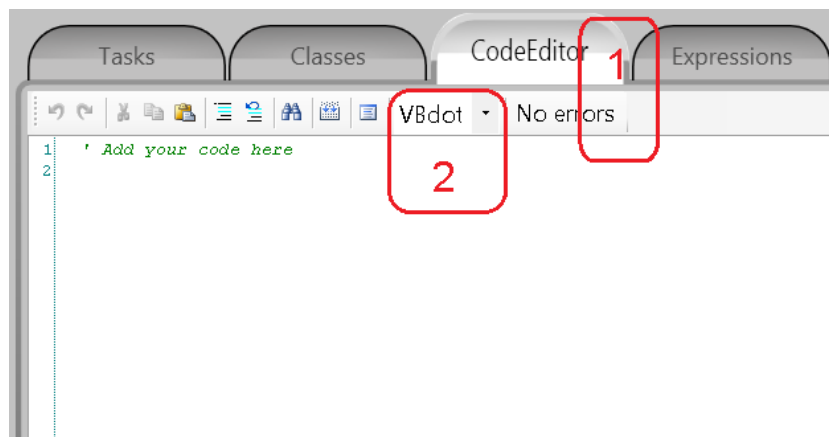 Tasks Classes CodeEditor Expressions
1
VBdot No errors
2
1 ' Add your code here
2